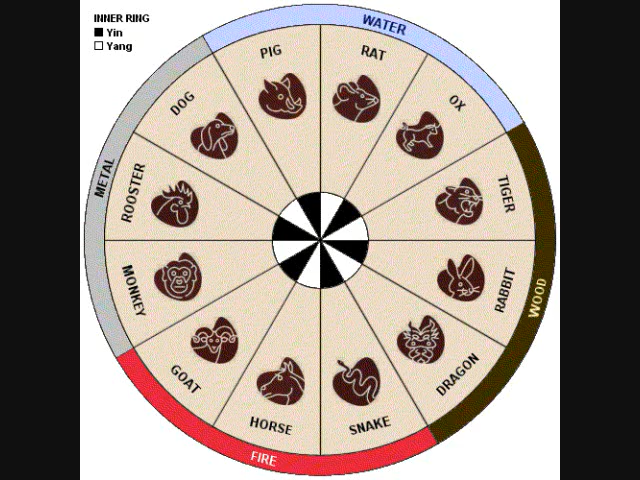 INNER RING
Yin
Yang
WATER
PIG
RAT
DOG
OX
METAL
ROOSTER
TIGER
MONKEY
RABBIT
WOOD
GOAT
DRAGON
HORSE
SNAKE
FIRE